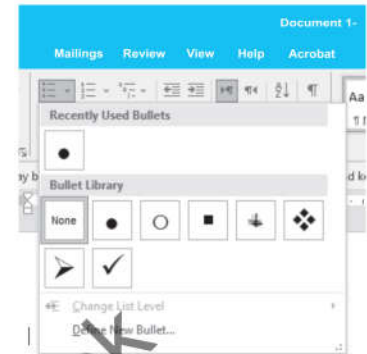 Document 1-
Mailings Review View Help Acrobat
Aa
Recently Used Bullets
Bullet Library
None
Change List Level
Define New Bullet...